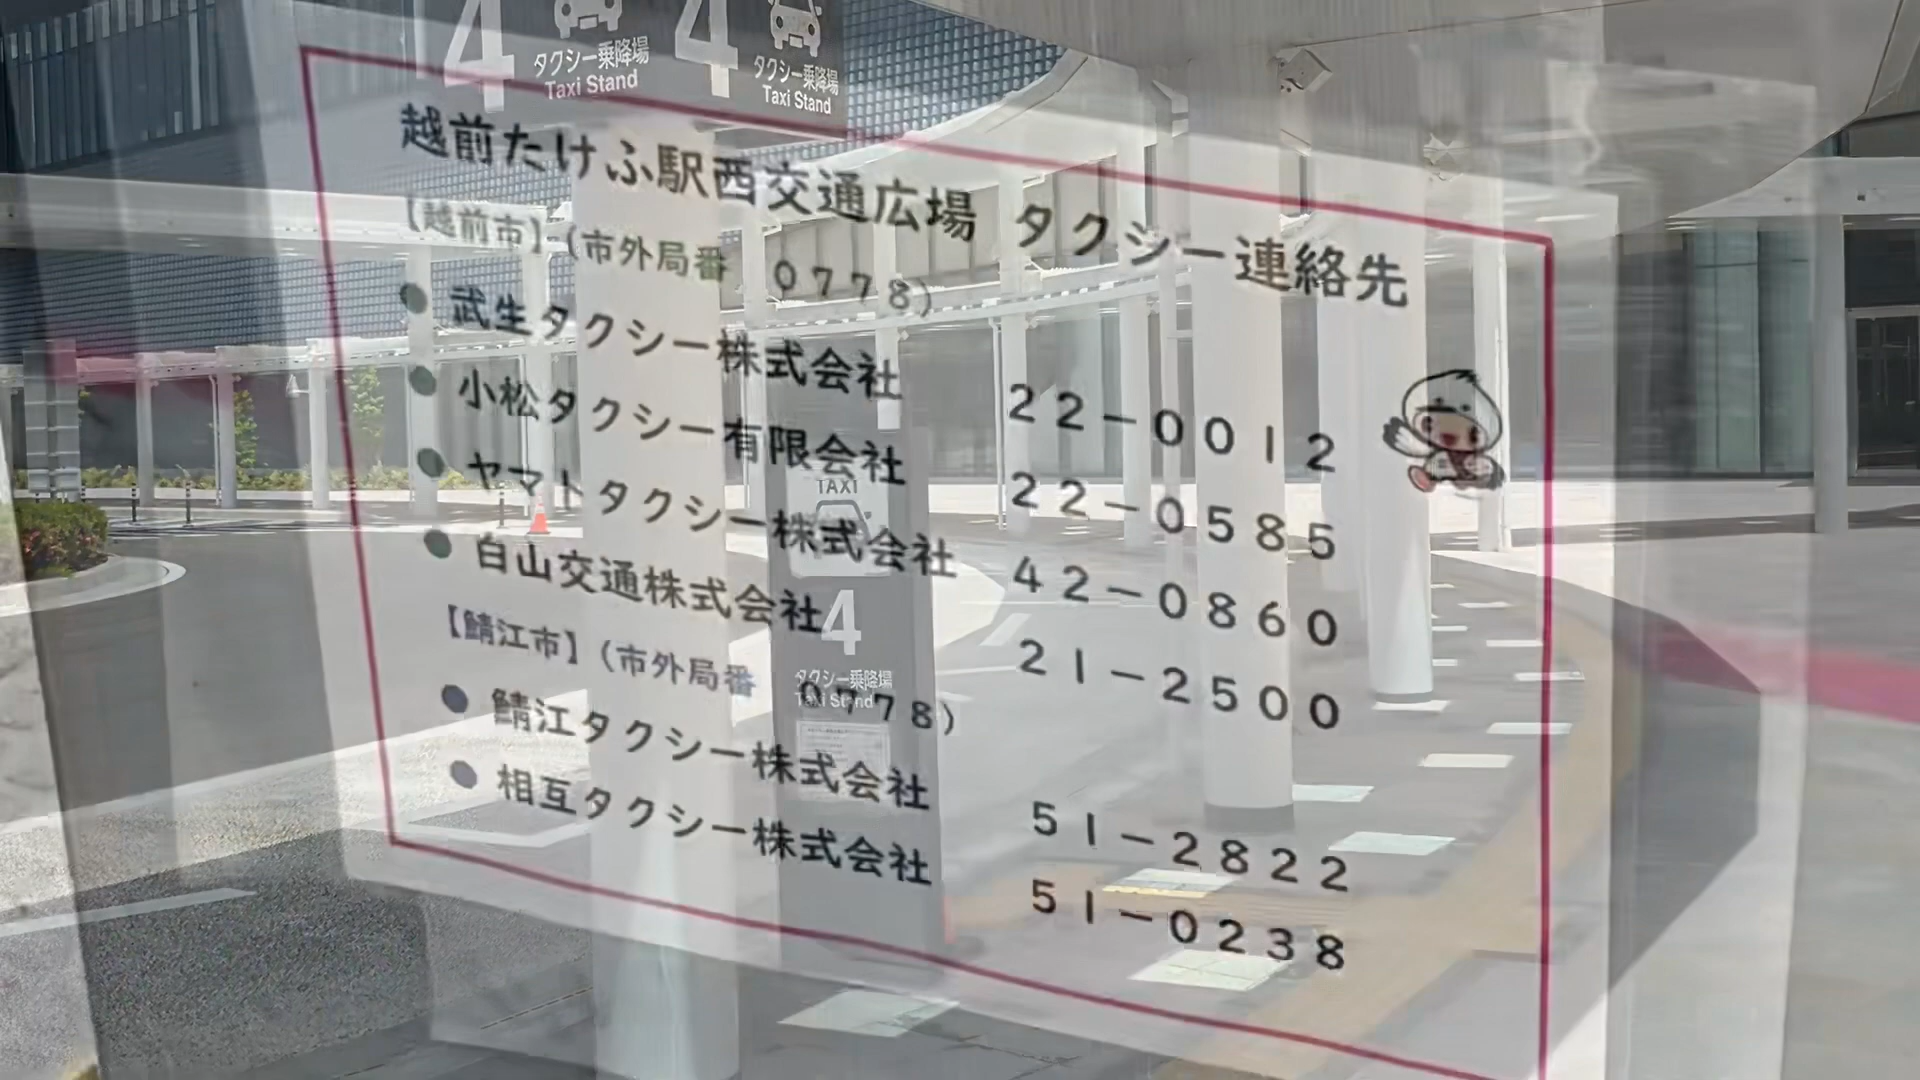 4 タクシー乗降場
Taxi Stand
4 タクシー乗降場
Taxi Stand
越前たけふ駅西交通広場 タクシー連絡先
【越前市】(市外局番 0778)
● 武生タクシー株式会社 22-0012
● 小松タクシー有限会社 22-0585
● ヤマトタクシー株式会社 42-0860
● 白山交通株式会社 21-2500
【鯖江市】(市外局番 0778)
● 鯖江タクシー株式会社 51-2822
● 相互タクシー株式会社 51-0238
TAXI
4
タクシー乗降場
Taxi Stand